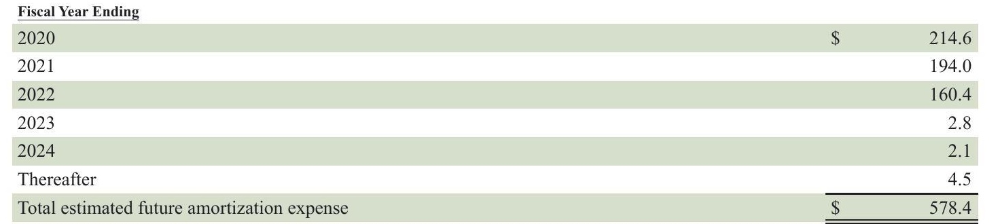 Fiscal Year Ending
2020 $ 214.6
2021 194.0
2022 160.4
2023 2.8
2024 2.1
Thereafter 4.5
Total estimated future amortization expense $ 578.4